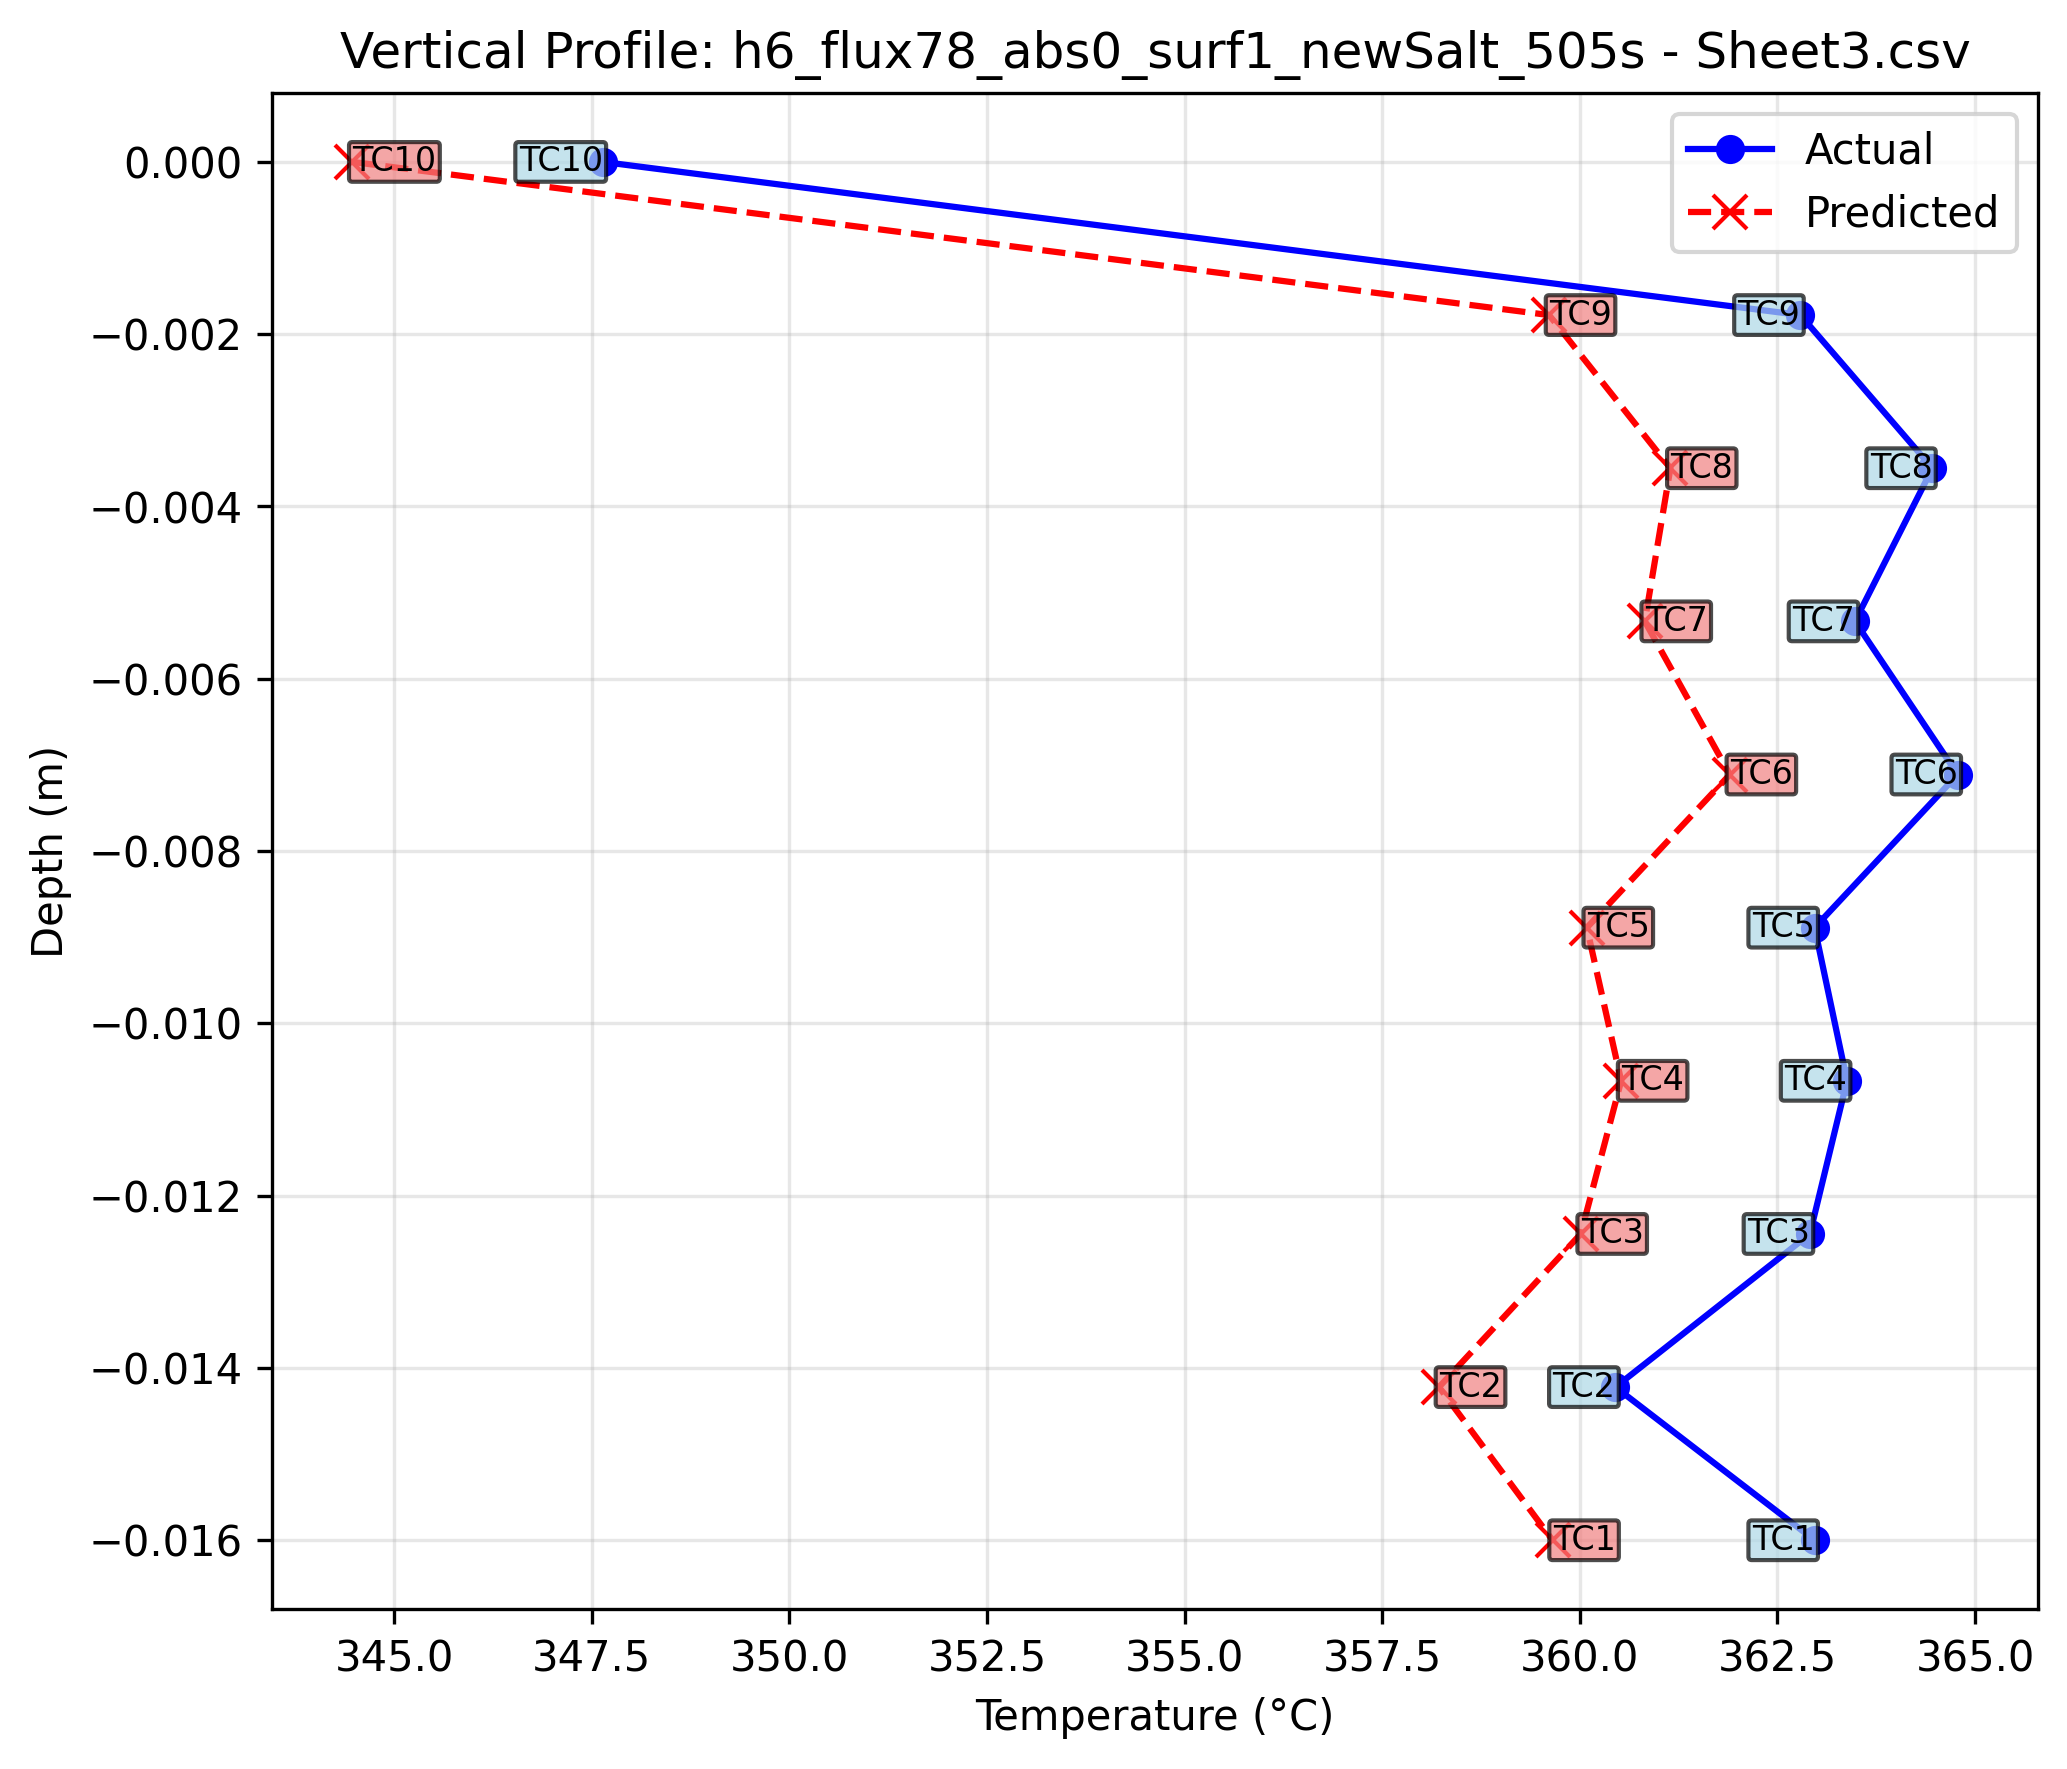 Vertical Profile: h6_flux78_abs0_surf1_newSalt_505s - Sheet3.csv
Actual
Predicted
0.000
TC10
TC10
−0.002
TC9
TC9
TC8
TC8
−0.004
TC7
TC7
−0.006
TC6
TC6
−0.008
TC5
TC5
−0.010
TC4
TC4
−0.012
TC3
TC3
−0.014
TC2
TC2
−0.016
TC1
TC1
Depth (m)
345.0 347.5 350.0 352.5 355.0 357.5 360.0 362.5 365.0
Temperature (°C)